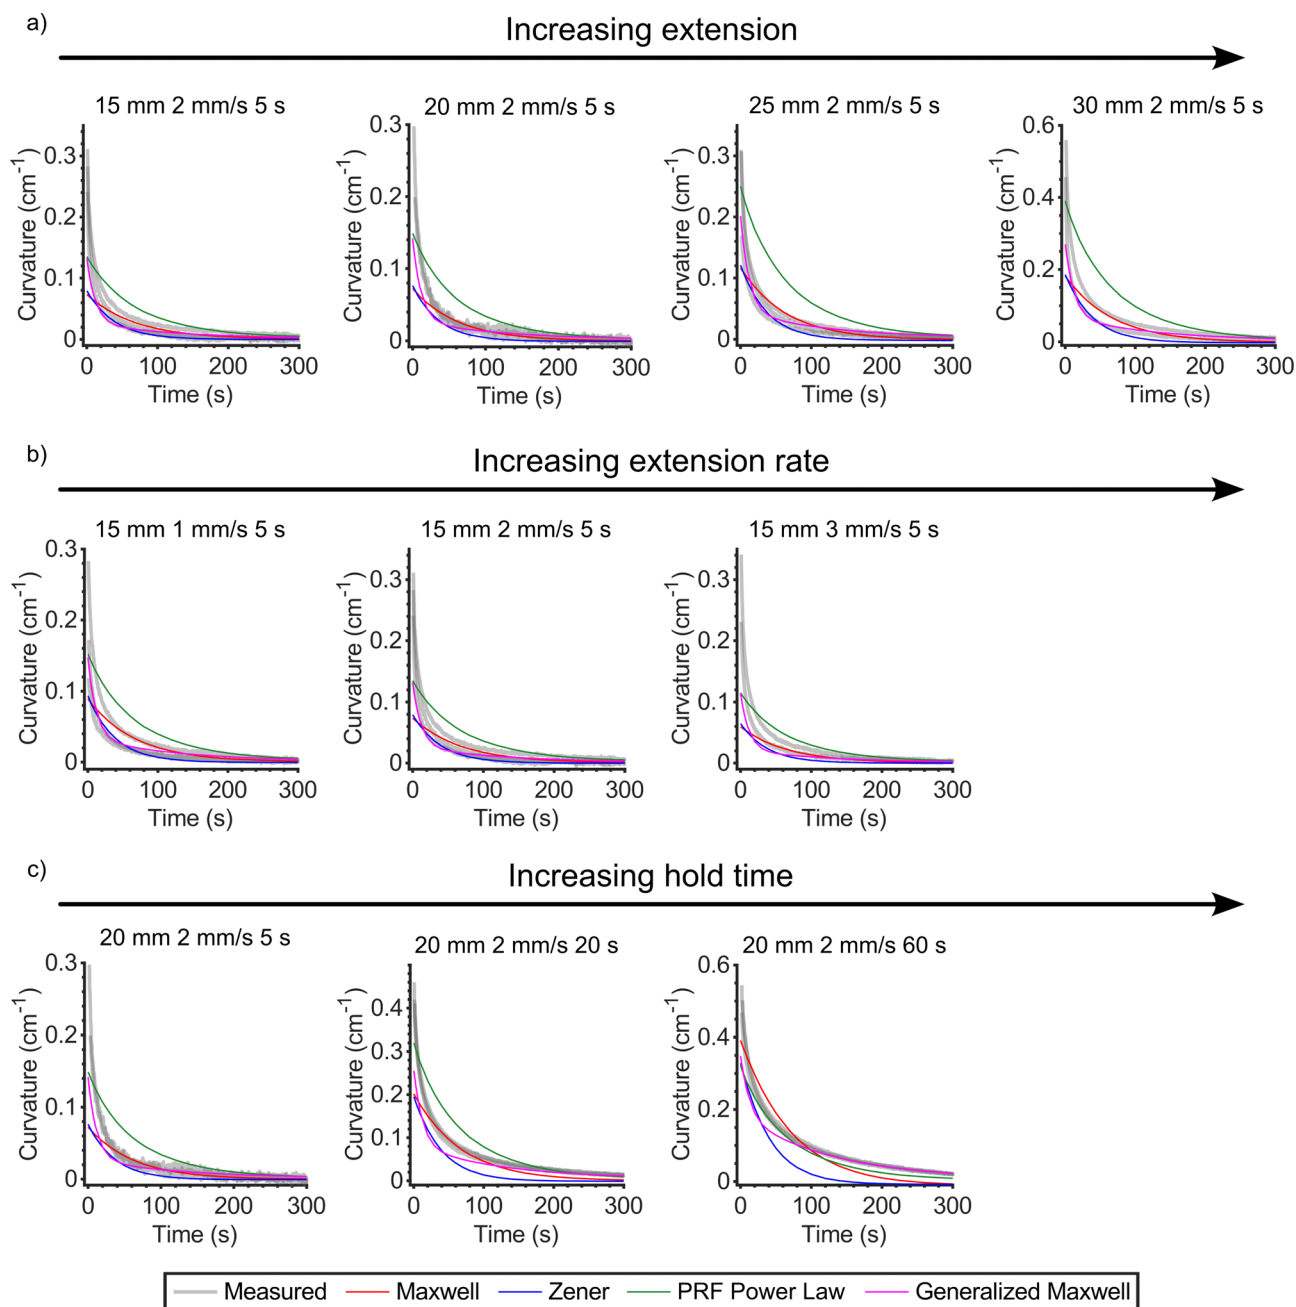 a)
Increasing extension
15 mm 2 mm/s 5 s
20 mm 2 mm/s 5 s
25 mm 2 mm/s 5 s
30 mm 2 mm/s 5 s
Curvature (cm⁻¹)
0.3
0.2
0.1
0
0 100 200 300
Time (s)
Curvature (cm⁻¹)
0.3
0.2
0.1
0
0 100 200 300
Time (s)
Curvature (cm⁻¹)
0.3
0.2
0.1
0
0 100 200 300
Time (s)
Curvature (cm⁻¹)
0.6
0.4
0.2
0
0 100 200 300
Time (s)
b)
Increasing extension rate
15 mm 1 mm/s 5 s
15 mm 2 mm/s 5 s
15 mm 3 mm/s 5 s
Curvature (cm⁻¹)
0.3
0.2
0.1
0
0 100 200 300
Time (s)
Curvature (cm⁻¹)
0.3
0.2
0.1
0
0 100 200 300
Time (s)
Curvature (cm⁻¹)
0.3
0.2
0.1
0
0 100 200 300
Time (s)
c)
Increasing hold time
20 mm 2 mm/s 5 s
20 mm 2 mm/s 20 s
20 mm 2 mm/s 60 s
Curvature (cm⁻¹)
0.3
0.2
0.1
0
0 100 200 300
Time (s)
Curvature (cm⁻¹)
0.4
0.3
0.2
0.1
0
0 100 200 300
Time (s)
Curvature (cm⁻¹)
0.6
0.4
0.2
0
0 100 200 300
Time (s)
Measured Maxwell Zener PRF Power Law Generalized Maxwell